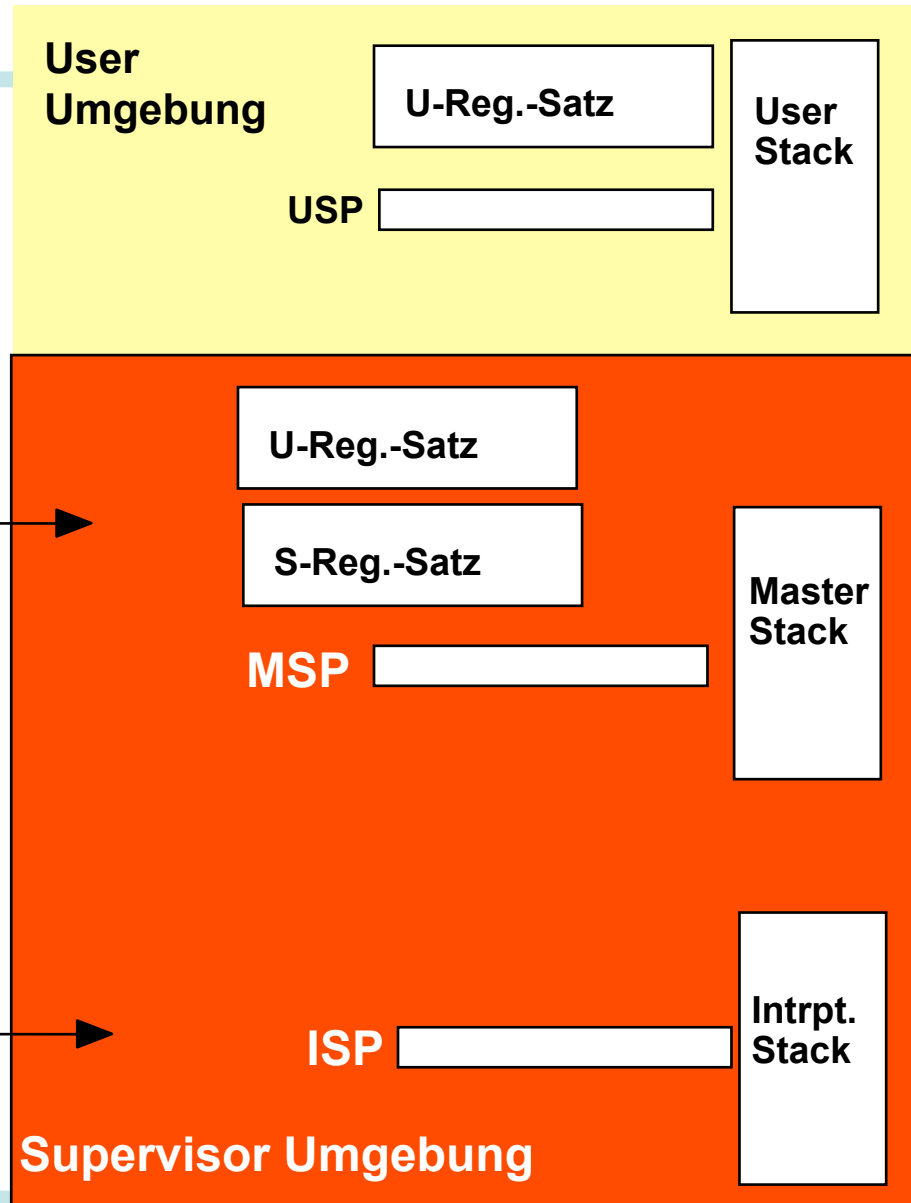 User
Umgebung
U-Reg.-Satz
User
Stack
USP
U-Reg.-Satz
S-Reg.-Satz
Master
Stack
MSP
Intrpt.
Stack
ISP
Supervisor Umgebung